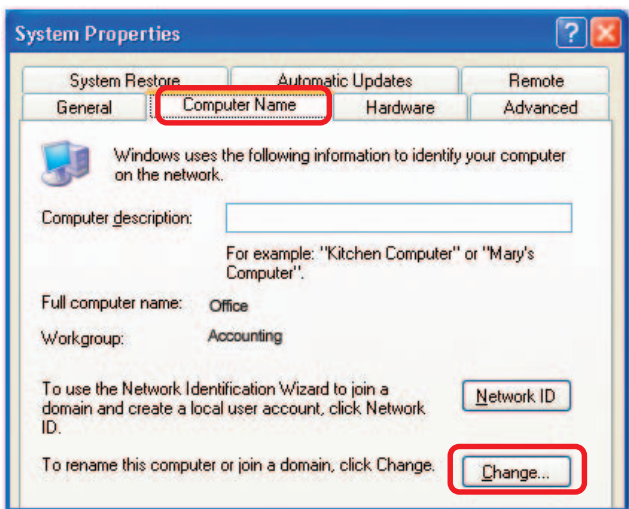 System Properties
System Restore Automatic Updates Remote
General Computer Name Hardware Advanced
Windows uses the following information to identify your computer
on the network.
Computer description:
For example: "Kitchen Computer" or "Mary's
Computer".
Full computer name: Office
Workgroup: Accounting
To use the Network Identification Wizard to join a
domain and create a local user account, click Network
ID.
Network ID
To rename this computer or join a domain, click Change.
Change...